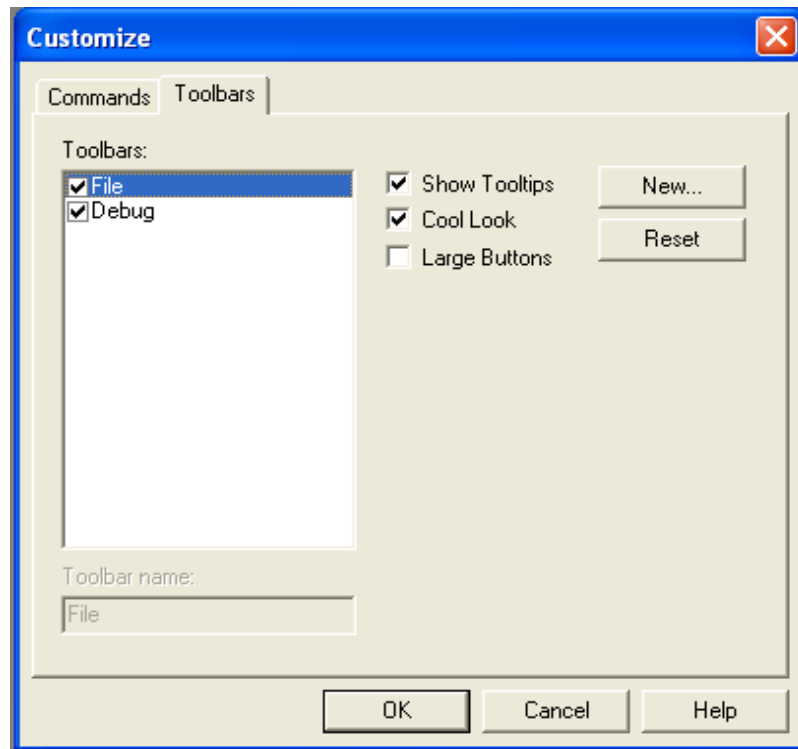 Customize
Commands Toolbars
Toolbars:
File
Debug
Show Tooltips
Cool Look
Large Buttons
New...
Reset
Toolbar name:
File
OK Cancel Help